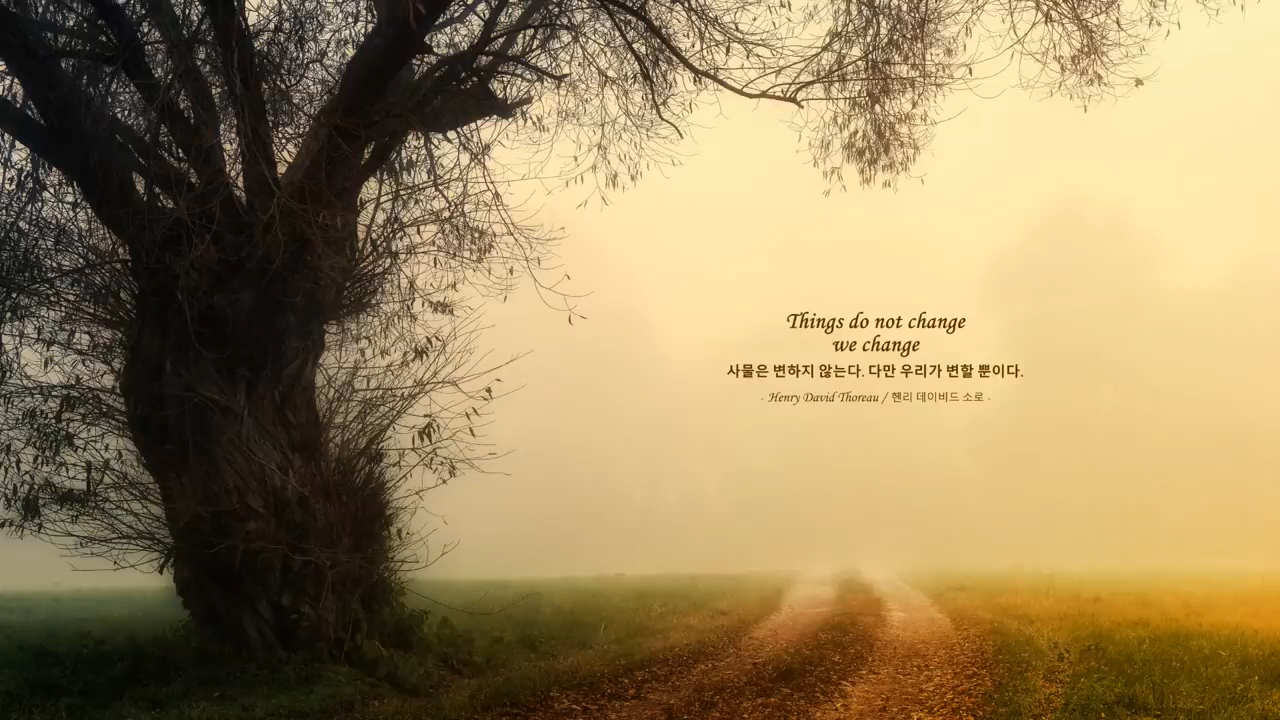 Things do not change
we change
사물은 변하지 않는다. 다만 우리가 변할 뿐이다.
- Henry David Thoreau / 헨리 데이비드 소로 -